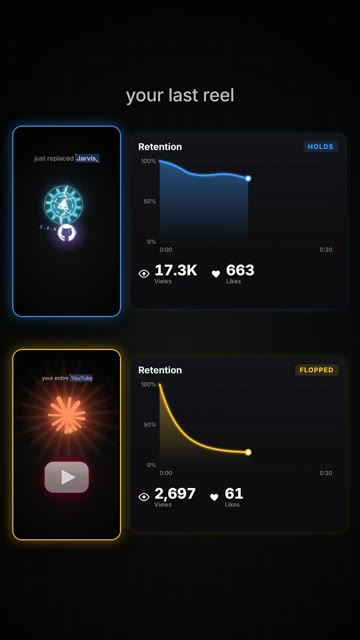 your last reel
just replaced Jarvis,
Retention
HOLDS
100%
50%
0%
0:00
0:30
17.3K
663
Views
Likes
your entire YouTube
Retention
FLOPPED
100%
50%
0%
0:00
0:30
2,697
61
Views
Likes